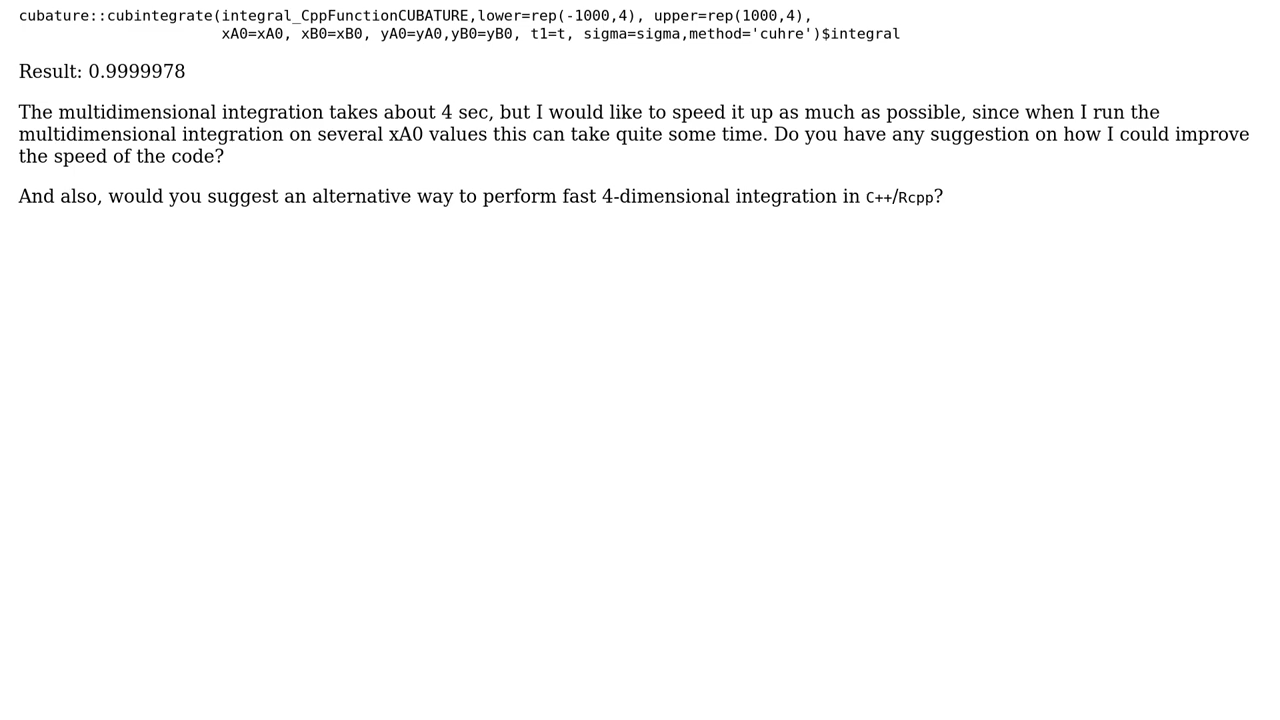 cubature::cubintegrate(integral_CppFunctionCUBATURE,lower=rep(-1000,4), upper=rep(1000,4),
xA0=xA0, xB0=xB0, yA0=yA0,yB0=yB0, t1=t, sigma=sigma,method='cuhre')$integral
Result: 0.9999978
The multidimensional integration takes about 4 sec, but I would like to speed it up as much as possible, since when I run the
multidimensional integration on several xA0 values this can take quite some time. Do you have any suggestion on how I could improve
the speed of the code?
And also, would you suggest an alternative way to perform fast 4-dimensional integration in C++/Rcpp?